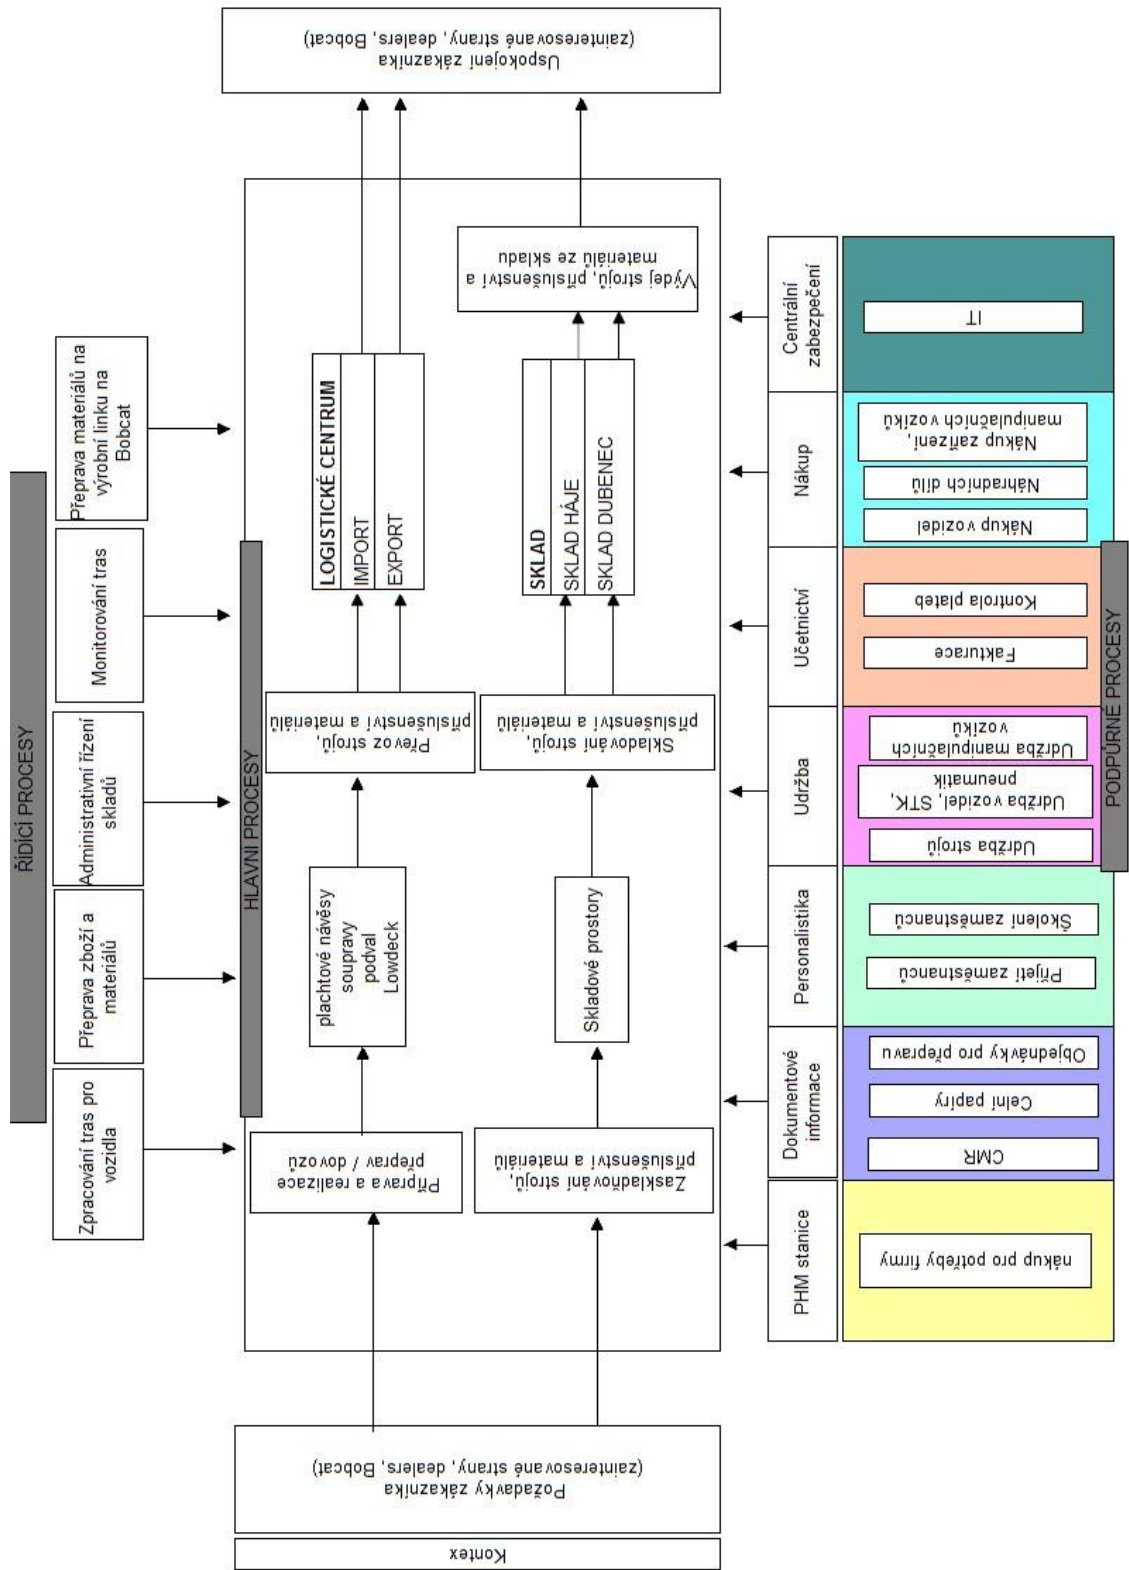 ŘÍDÍCÍ PROCESY
Zpracování tras pro
vozidla
Přeprava zboží a
materiálů
Administrativní řízení
skladů
Monitorování tras
Přeprava materiálů na
výrobní linku na
Bobcat
HLAVNÍ PROCESY
Kontex
Požadavky zákazníka
(zainteresované strany, dealers, Bobcat)
Příprava a realizace
přeprav / dovozů
plachtové návěsy
soupravy
podval
Lowdeck
Převoz strojů,
příslušenství a materiálů
LOGISTICKÉ CENTRUM
IMPORT
EXPORT
Zaskladňování strojů,
příslušenství a materiálů
Skladové prostory
Skladování strojů,
příslušenství a materiálů
SKLAD
SKLAD HÁJE
SKLAD DUBENEC
Výdej strojů, příslušenství a
materiálů ze skladu
Uspokojení zákazníka
(zainteresované strany, dealers, Bobcat)
PHM stanice
Dokumentové
informace
Personalistika
Udržba
Učetnictví
Nákup
Centrální
zabezpečení
nákup pro potřeby firmy
CMR
Celní papíry
Objednávky pro přepravu
Přijetí zaměstnanců
Školení zaměstnanců
Udržba strojů
Udržba vozidel, STK,
pneumatik
Udržba manipulačních
vozíků
Fakturace
Kontrola plateb
Nákup vozidel
Náhradních dílů
Nákup zařízení,
manipulačních vozíků
IT
PODPŮRNÉ PROCESY